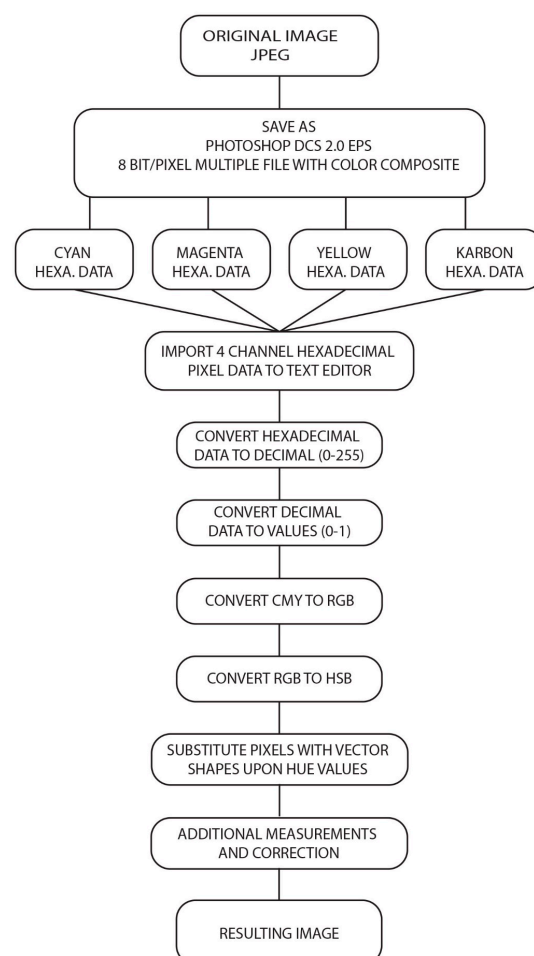 ORIGINAL IMAGE
JPEG
SAVE AS
PHOTOSHOP DCS 2.0 EPS
8 BIT/PIXEL MULTIPLE FILE WITH COLOR COMPOSITE
CYAN
HEXA. DATA
MAGENTA
HEXA. DATA
YELLOW
HEXA. DATA
KARBON
HEXA. DATA
IMPORT 4 CHANNEL HEXADECIMAL
PIXEL DATA TO TEXT EDITOR
CONVERT HEXADECIMAL
DATA TO DECIMAL (0-255)
CONVERT DECIMAL
DATA TO VALUES (0-1)
CONVERT CMY TO RGB
CONVERT RGB TO HSB
SUBSTITUTE PIXELS WITH VECTOR
SHAPES UPON HUE VALUES
ADDITIONAL MEASUREMENTS
AND CORRECTION
RESULTING IMAGE